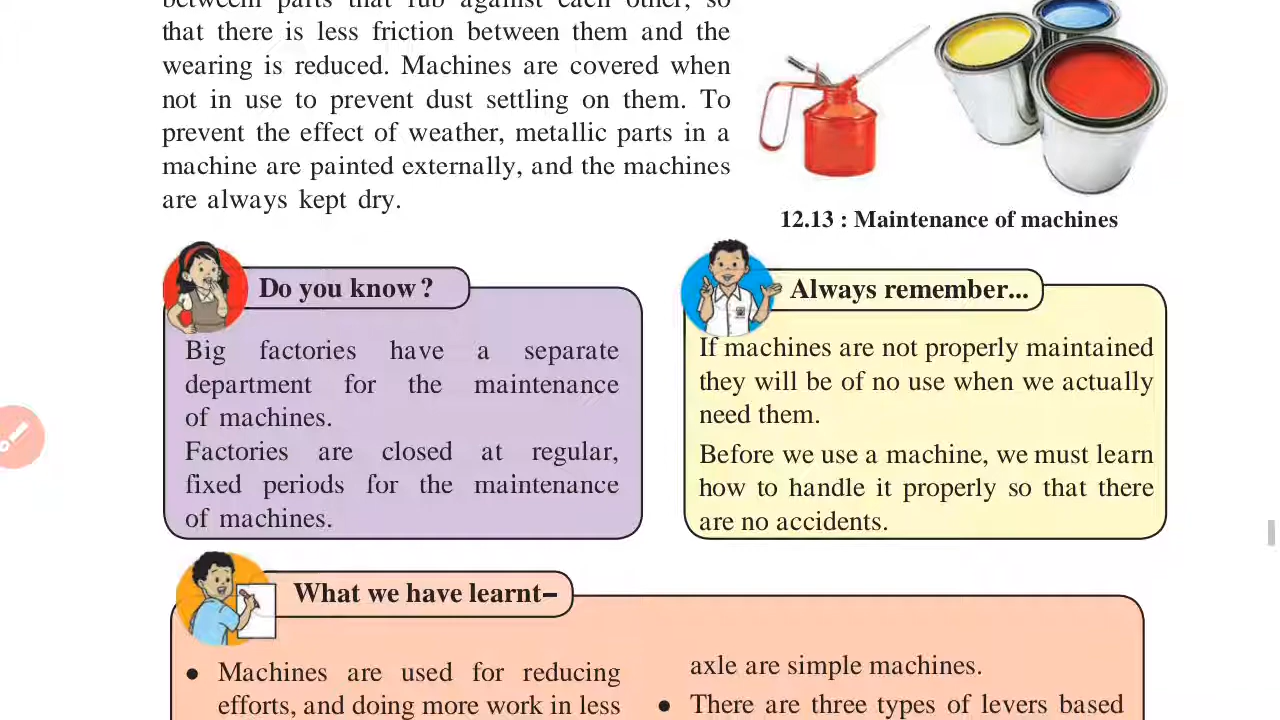 that there is less friction between them and the
wearing is reduced. Machines are covered when
not in use to prevent dust settling on them. To
prevent the effect of weather, metallic parts in a
machine are painted externally, and the machines
are always kept dry.
12.13 : Maintenance of machines
Do you know?
Big factories have a separate
department for the maintenance
of machines.
Factories are closed at regular,
fixed periods for the maintenance
of machines.
Always remember...
If machines are not properly maintained
they will be of no use when we actually
need them.
Before we use a machine, we must learn
how to handle it properly so that there
are no accidents.
What we have learnt–
● Machines are used for reducing
efforts, and doing more work in less
axle are simple machines.
● There are three types of levers based